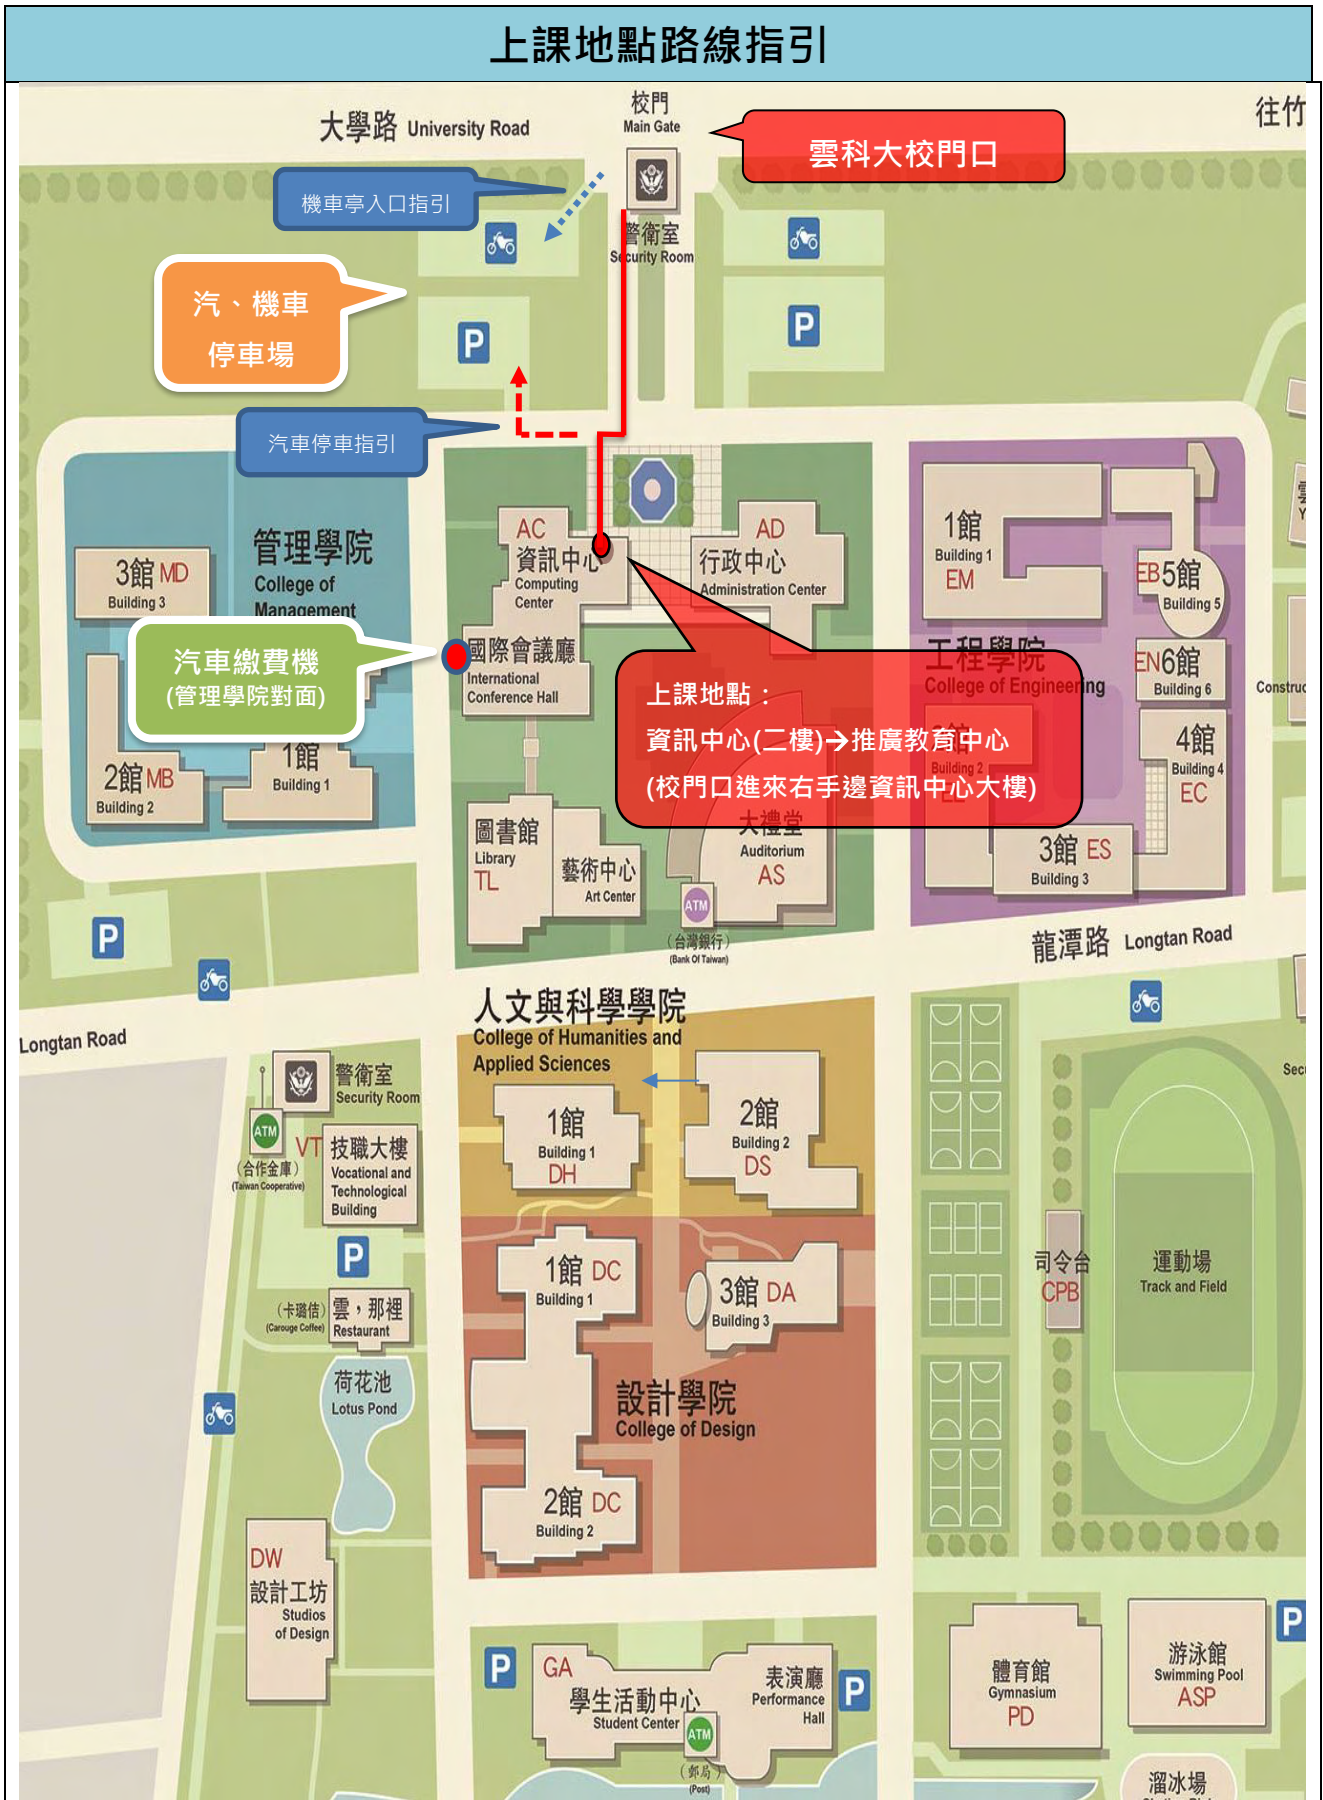 上課地點路線指引
大學路 University Road
校門
Main Gate
雲科大校門口
往竹
機車亭入口指引
警衛室
Security Room
汽、機車
停車場
P
P
汽車停車指引
管理學院
College of
Management
3館 MD
Building 3
2館 MB
Building 2
1館
Building 1
汽車繳費機
(管理學院對面)
AC
資訊中心
Computing
Center
國際會議廳
International
Conference Hall
AD
行政中心
Administration Center
上課地點：
資訊中心(二樓)→推廣教育中心
(校門口進來右手邊資訊中心大樓)
1館
Building 1
EM
EB 5館
Building 5
工程學院
College of Engineering
EN 6館
Building 6
Building 2
4館
Building 4
EC
3館 ES
Building 3
Construc
圖書館
Library
TL
藝術中心
Art Center
大禮堂
Auditorium
AS
ATM
(台灣銀行)
(Bank Of Taiwan)
P
龍潭路 Longtan Road
Longtan Road
人文與科學學院
College of Humanities and
Applied Sciences
警衛室
Security Room
ATM
(合作金庫)
(Taiwan Cooperative)
VT 技職大樓
Vocational and
Technological
Building
P
(卡璐佶)
(Carouge Coffee)
雲，那裡
Restaurant
荷花池
Lotus Pond
1館
Building 1
DH
2館
Building 2
DS
1館 DC
Building 1
3館 DA
Building 3
設計學院
College of Design
2館 DC
Building 2
司令台
CPB
運動場
Track and Field
DW
設計工坊
Studios
of Design
P
GA
學生活動中心
Student Center
ATM
(郵局)
(Post)
表演廳
Performance
Hall
P
體育館
Gymnasium
PD
游泳館
Swimming Pool
ASP
P
溜冰場